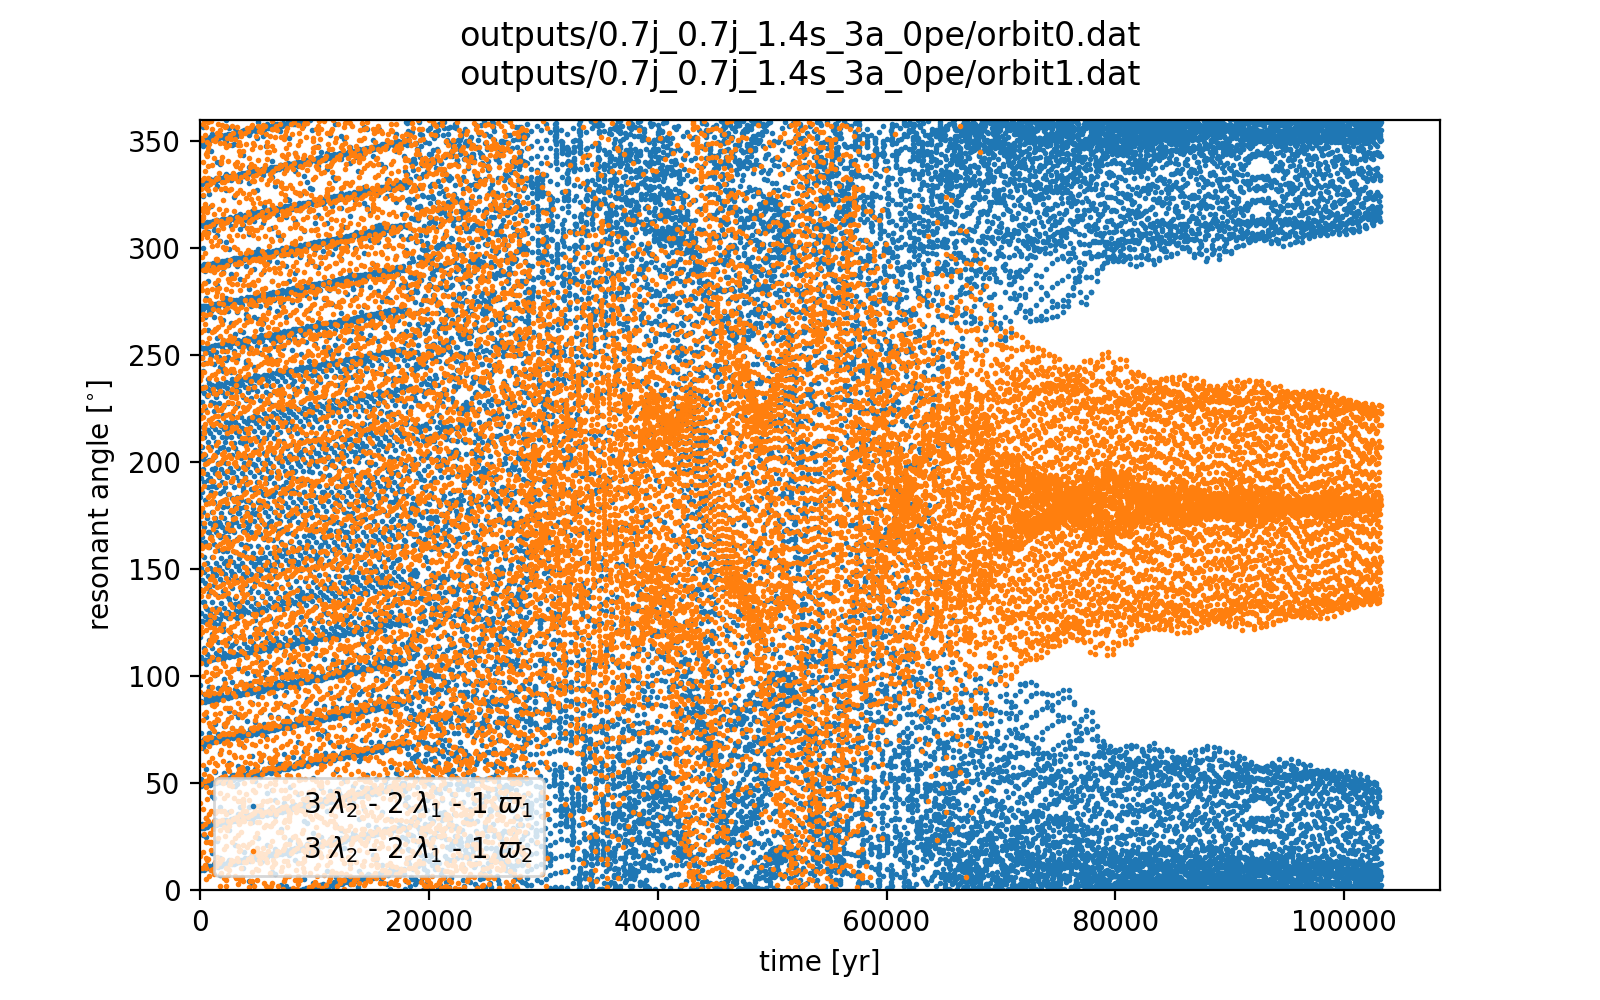 outputs/0.7j_0.7j_1.4s_3a_0pe/orbit0.dat
outputs/0.7j_0.7j_1.4s_3a_0pe/orbit1.dat
350
300
250
200
150
100
50
0
resonant angle [°]
3 λ₂ - 2 λ₁ - 1 ϖ₁
3 λ₂ - 2 λ₁ - 1 ϖ₂
0 20000 40000 60000 80000 100000
time [yr]